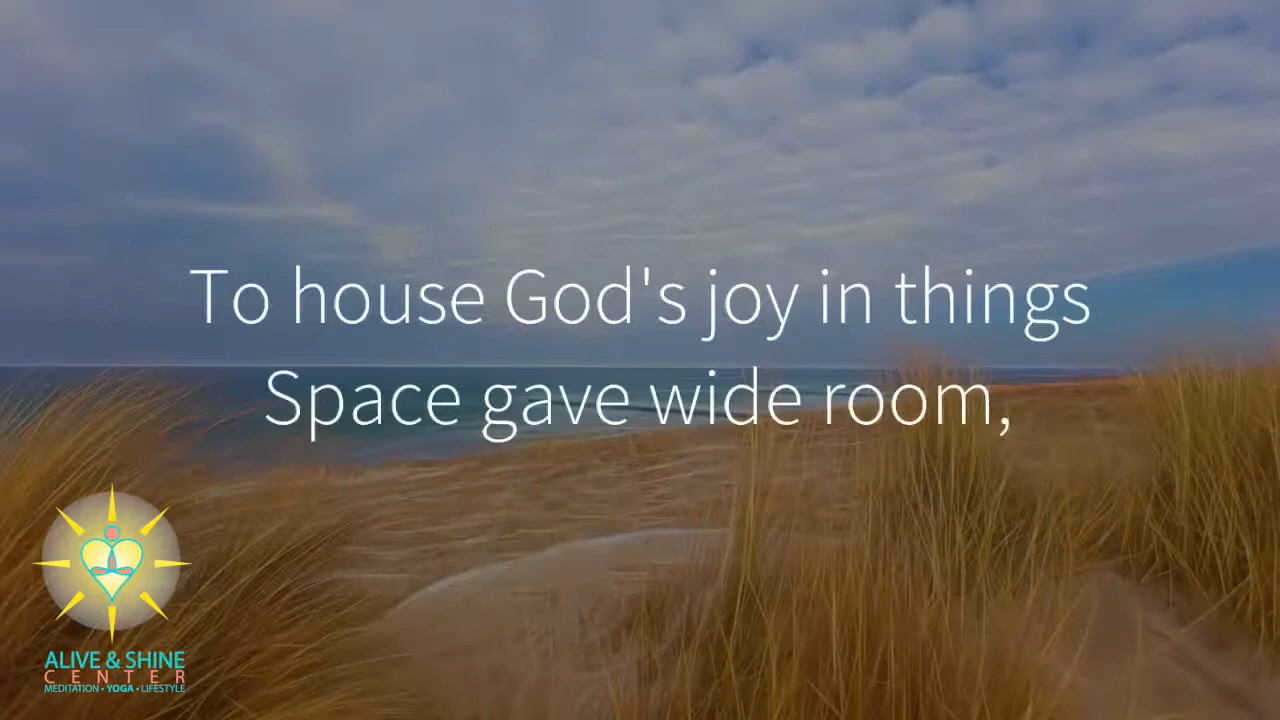 To house God's joy in things
Space gave wide room,
ALIVE & SHINE
CENTER
MEDITATION • YOGA • LIFESTYLE